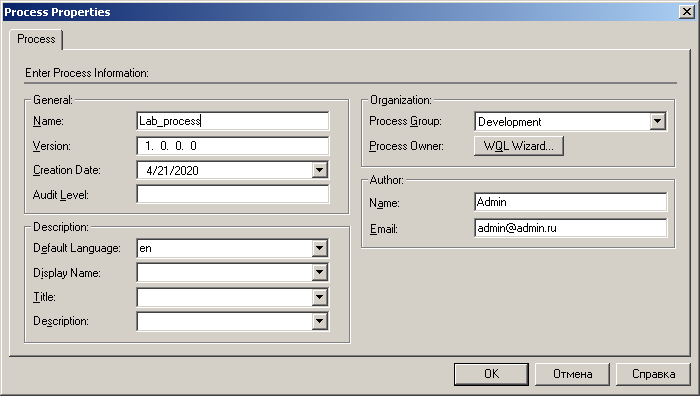 Process Properties
Process
Enter Process Information:
General:
Name: Lab_process
Version: 1. 0. 0. 0
Creation Date: 4/21/2020
Audit Level:
Description:
Default Language: en
Display Name:
Title:
Description:
Organization:
Process Group: Development
Process Owner: WQL Wizard...
Author:
Name: Admin
Email: admin@admin.ru
OK Отмена Справка